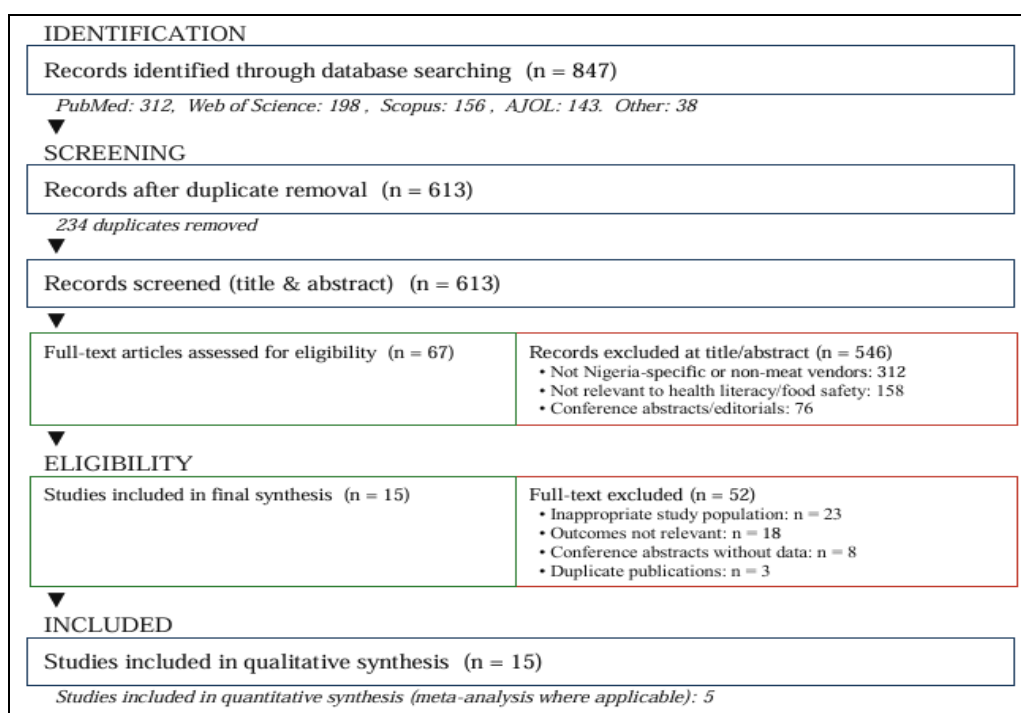 IDENTIFICATION
Records identified through database searching (n = 847)
PubMed: 312, Web of Science: 198 , Scopus: 156 , AJOL: 143. Other: 38
SCREENING
Records after duplicate removal (n = 613)
234 duplicates removed
Records screened (title & abstract) (n = 613)
Full-text articles assessed for eligibility (n = 67)
Records excluded at title/abstract (n = 546)
• Not Nigeria-specific or non-meat vendors: 312
• Not relevant to health literacy/food safety: 158
• Conference abstracts/editorials: 76
ELIGIBILITY
Studies included in final synthesis (n = 15)
Full-text excluded (n = 52)
• Inappropriate study population: n = 23
• Outcomes not relevant: n = 18
• Conference abstracts without data: n = 8
• Duplicate publications: n = 3
INCLUDED
Studies included in qualitative synthesis (n = 15)
Studies included in quantitative synthesis (meta-analysis where applicable): 5